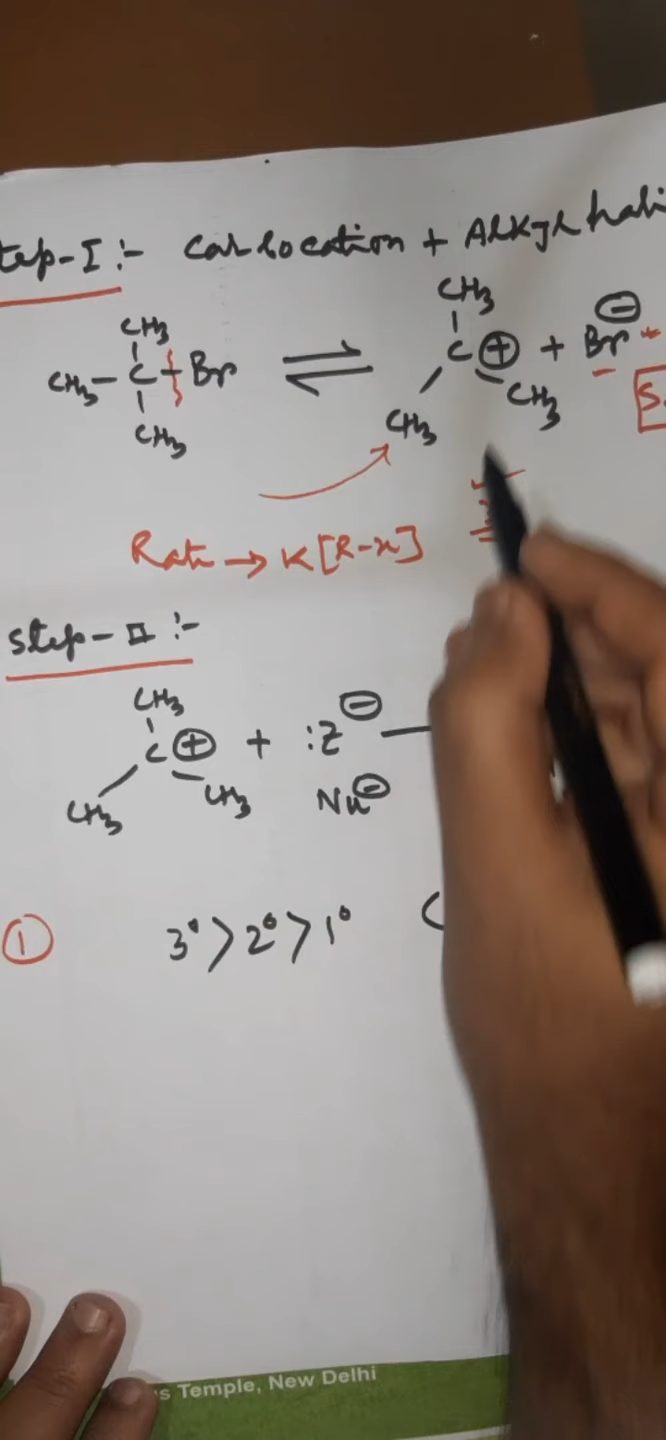 tep-I :- Carbocation + Alkyl hali
CH3 CH3
CH3-C+Br ⇌ C⊕ + Br⊖
CH3 CH3 CH3
Rate → K[R-x]
step-II :-
CH3
C⊕ + :Z⊖
CH3 CH3 Nu⊖
① 3°>2°>1° (
s Temple, New Delhi